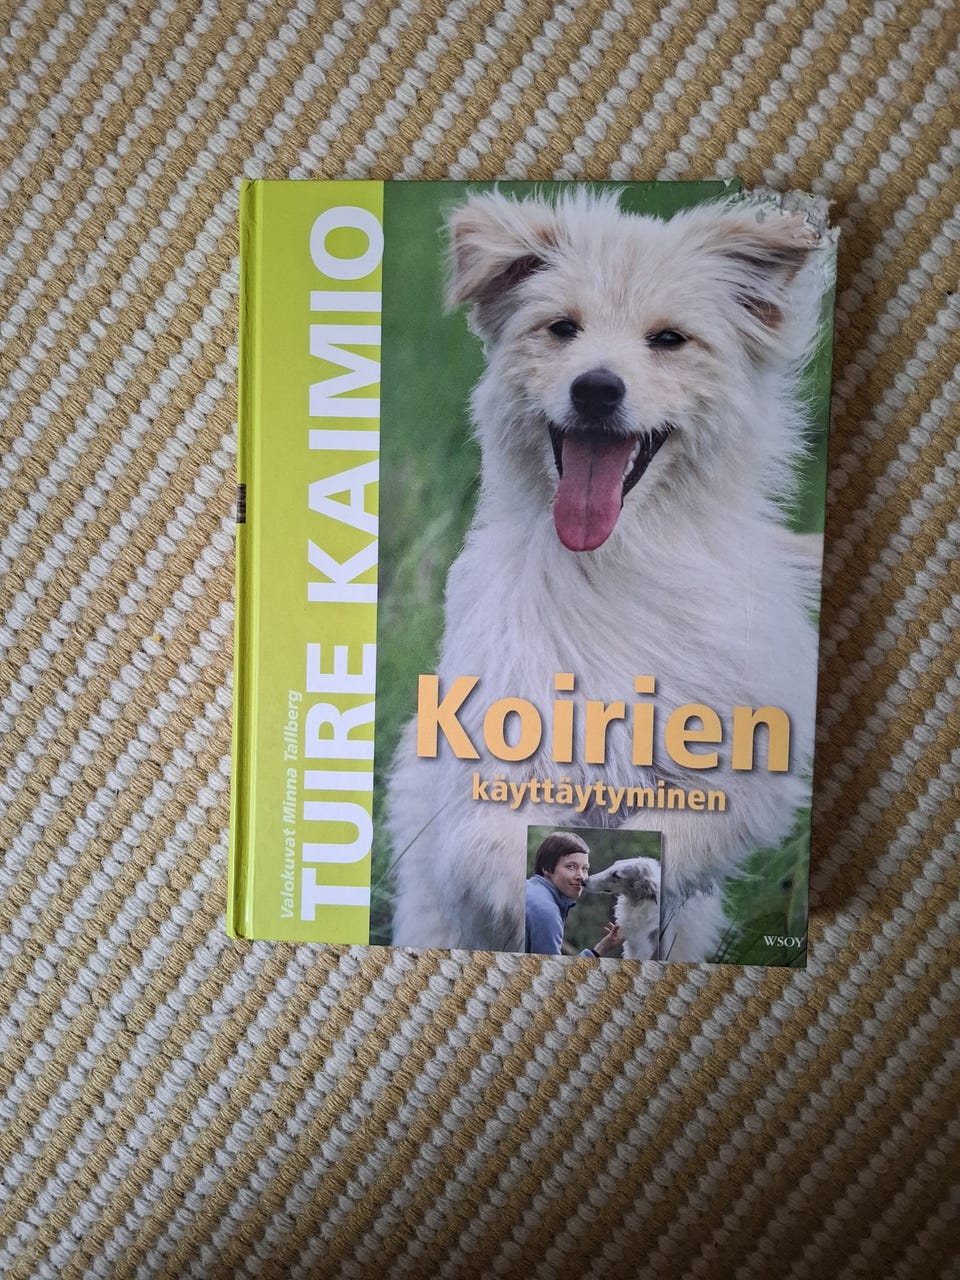 TUIRE KAIMIO
Valokuvat Minna Tallberg
Koirien
käyttäytyminen
WSOY